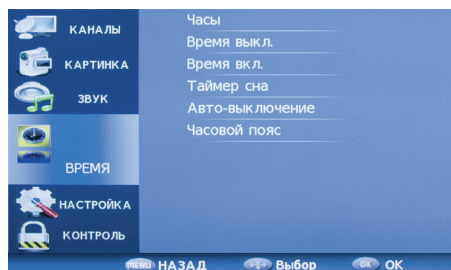 КАНАЛЫ
КАРТИНКА
ЗВУК
ВРЕМЯ
НАСТРОЙКА
КОНТРОЛЬ
Часы
Время выкл.
Время вкл.
Таймер сна
Авто-выключение
Часовой пояс
MENU НАЗАД Выбор OK OK